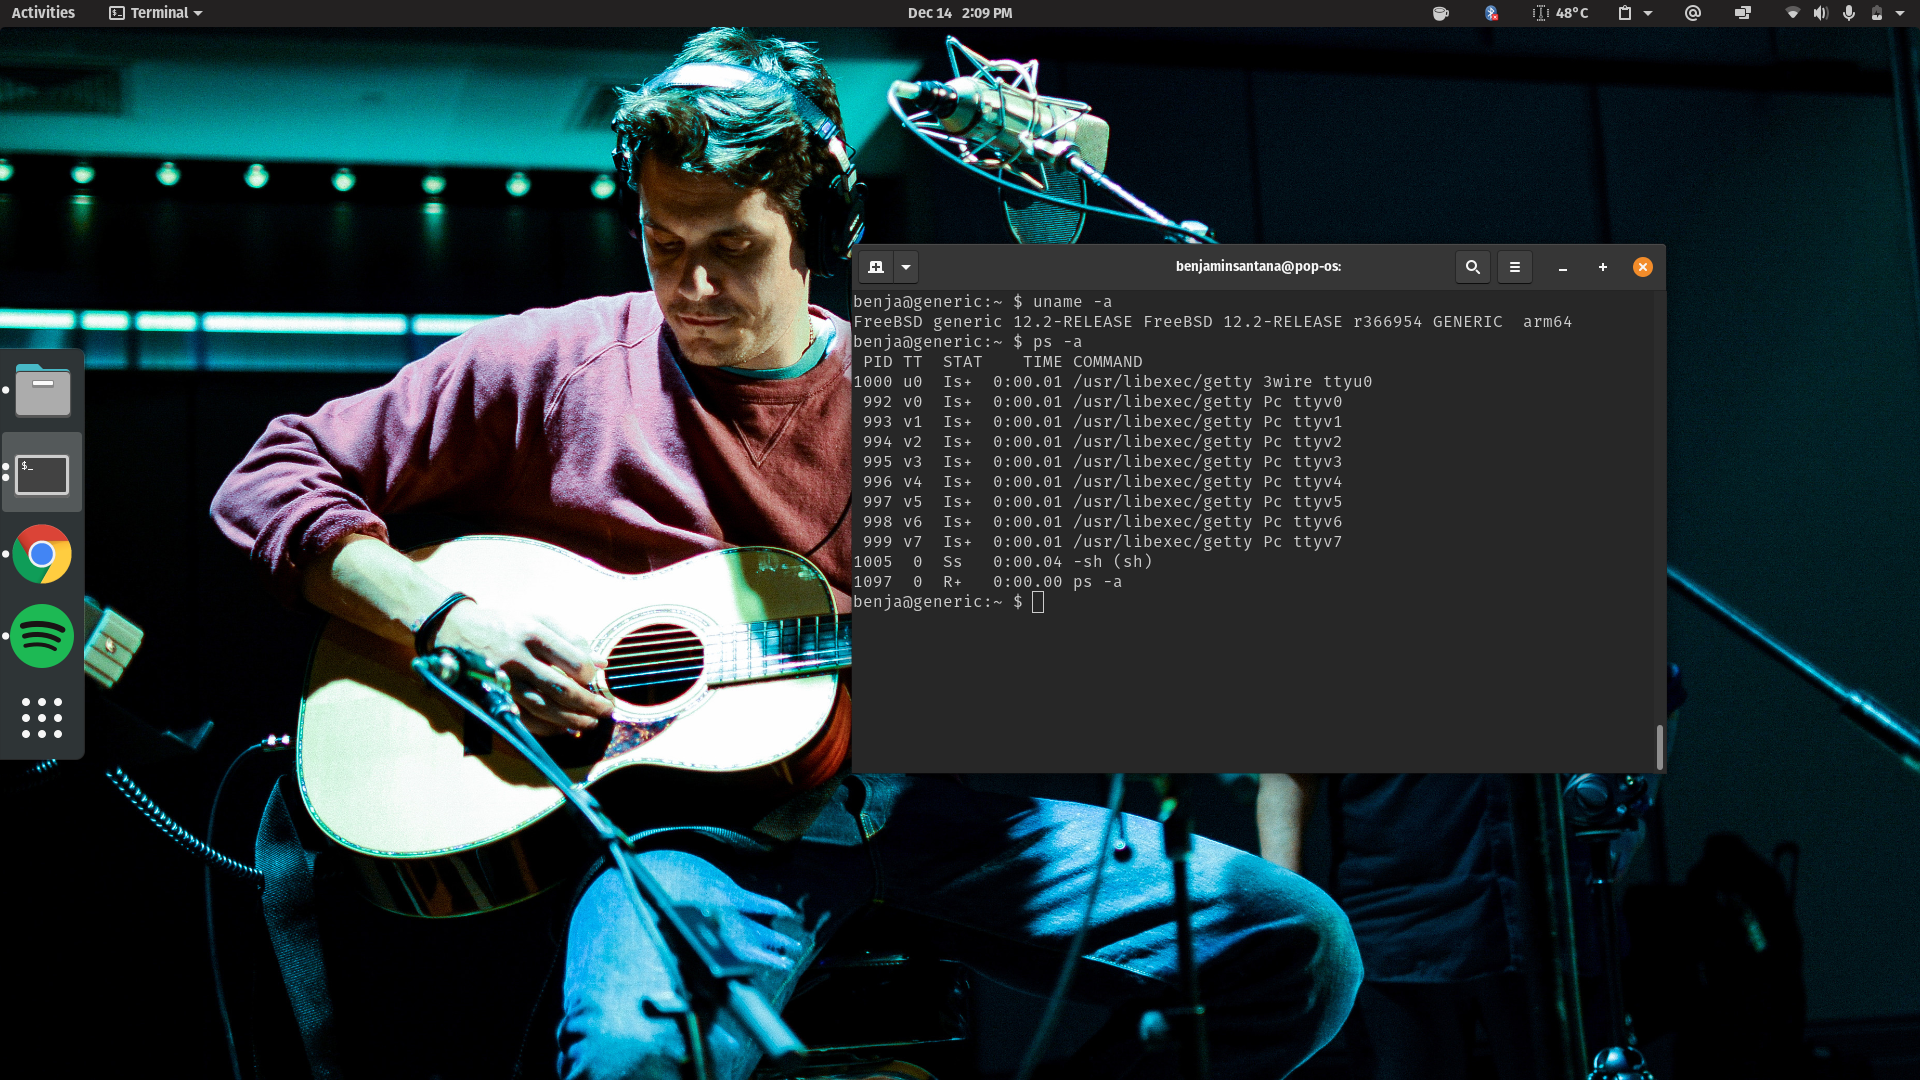 Activities
Terminal
Dec 14 2:09 PM
48°C
benjaminsantana@pop-os:
benja@generic:~ $ uname -a
FreeBSD generic 12.2-RELEASE FreeBSD 12.2-RELEASE r366954 GENERIC  arm64
benja@generic:~ $ ps -a
 PID TT  STAT    TIME COMMAND
1000 u0  Is+  0:00.01 /usr/libexec/getty 3wire ttyu0
 992 v0  Is+  0:00.01 /usr/libexec/getty Pc ttyv0
 993 v1  Is+  0:00.01 /usr/libexec/getty Pc ttyv1
 994 v2  Is+  0:00.01 /usr/libexec/getty Pc ttyv2
 995 v3  Is+  0:00.01 /usr/libexec/getty Pc ttyv3
 996 v4  Is+  0:00.01 /usr/libexec/getty Pc ttyv4
 997 v5  Is+  0:00.01 /usr/libexec/getty Pc ttyv5
 998 v6  Is+  0:00.01 /usr/libexec/getty Pc ttyv6
 999 v7  Is+  0:00.01 /usr/libexec/getty Pc ttyv7
1005  0  Ss   0:00.04 -sh (sh)
1097  0  R+   0:00.00 ps -a
benja@generic:~ $
$_